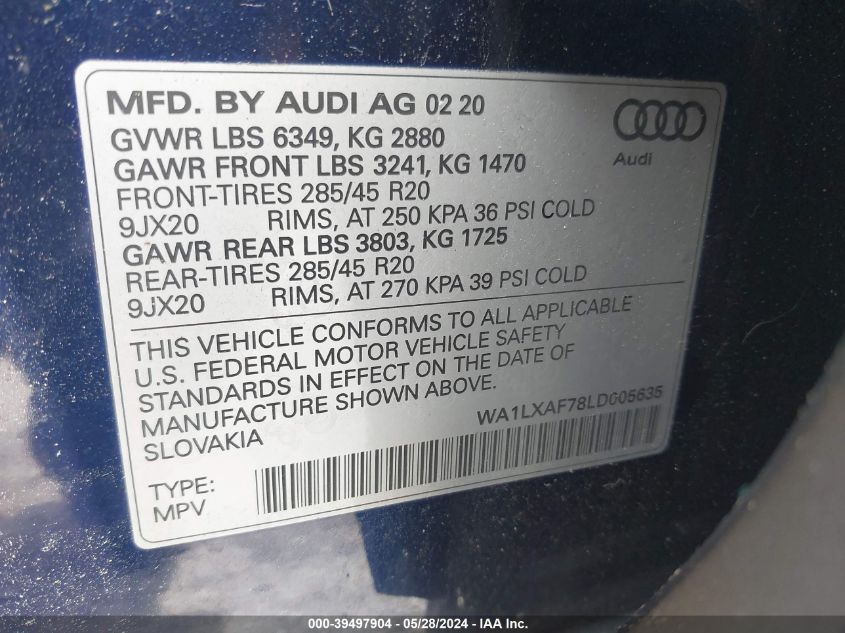 MFD. BY AUDI AG 02 20
GVWR LBS 6349, KG 2880
GAWR FRONT LBS 3241, KG 1470
FRONT-TIRES 285/45 R20
9JX20 RIMS, AT 250 KPA 36 PSI COLD
GAWR REAR LBS 3803, KG 1725
REAR-TIRES 285/45 R20
9JX20 RIMS, AT 270 KPA 39 PSI COLD
Audi
THIS VEHICLE CONFORMS TO ALL APPLICABLE
U.S. FEDERAL MOTOR VEHICLE SAFETY
STANDARDS IN EFFECT ON THE DATE OF
MANUFACTURE SHOWN ABOVE.
SLOVAKIA
WA1LXAF78LD005635
TYPE:
MPV
000-39497904 - 05/28/2024 - WA1LXAF7******